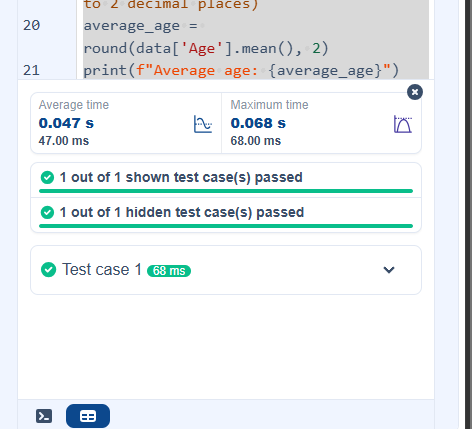 to 2 decimal places)
20 average_age =
round(data['Age'].mean(), 2)
21 print(f"Average age: {average_age}")
Average time Maximum time
0.047 s 0.068 s
47.00 ms 68.00 ms
1 out of 1 shown test case(s) passed
1 out of 1 hidden test case(s) passed
Test case 1 68 ms